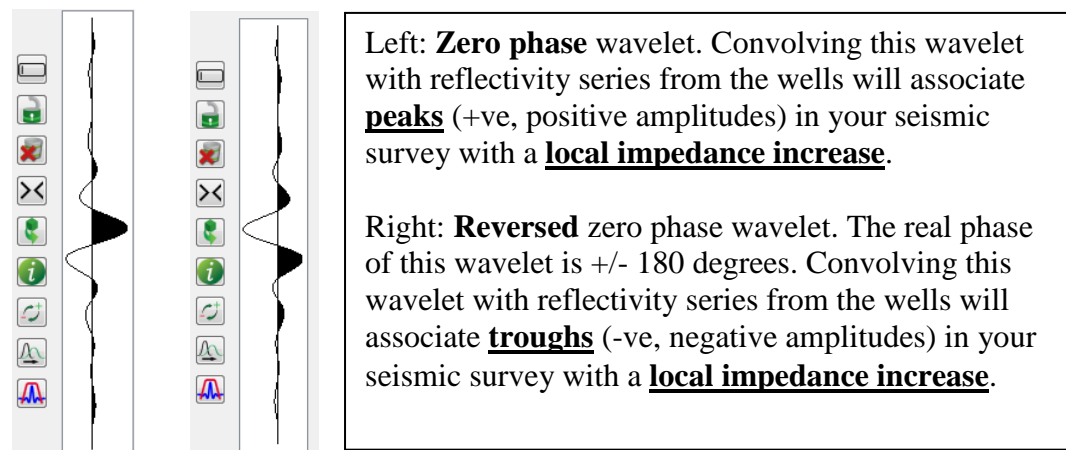 Left: Zero phase wavelet. Convolving this wavelet
with reflectivity series from the wells will associate
peaks (+ve, positive amplitudes) in your seismic
survey with a local impedance increase.
Right: Reversed zero phase wavelet. The real phase
of this wavelet is +/- 180 degrees. Convolving this
wavelet with reflectivity series from the wells will
associate troughs (-ve, negative amplitudes) in your
seismic survey with a local impedance increase.